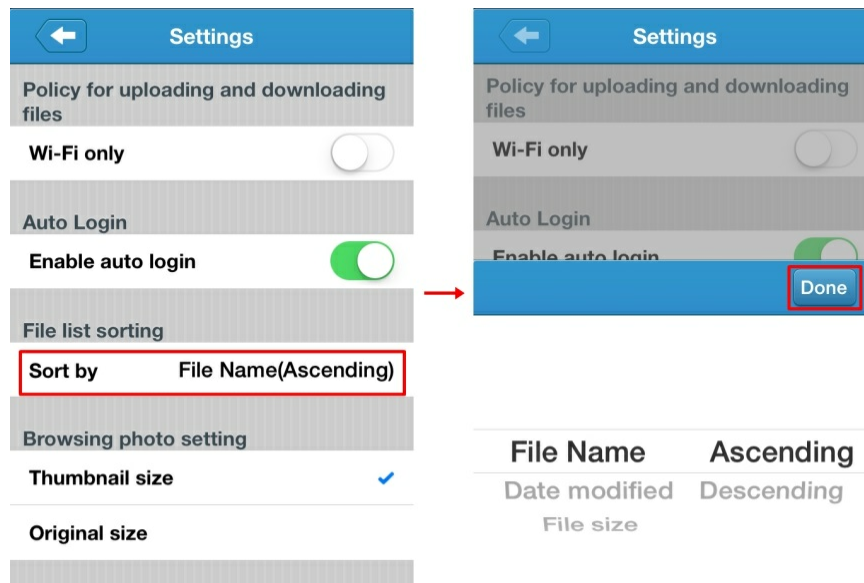 Settings
Policy for uploading and downloading
files
Wi-Fi only
Auto Login
Enable auto login
File list sorting
Sort by File Name(Ascending)
Browsing photo setting
Thumbnail size
Original size
Settings
Policy for uploading and downloading
files
Wi-Fi only
Auto Login
Enable auto login
Done
File Name Ascending
Date modified Descending
File size